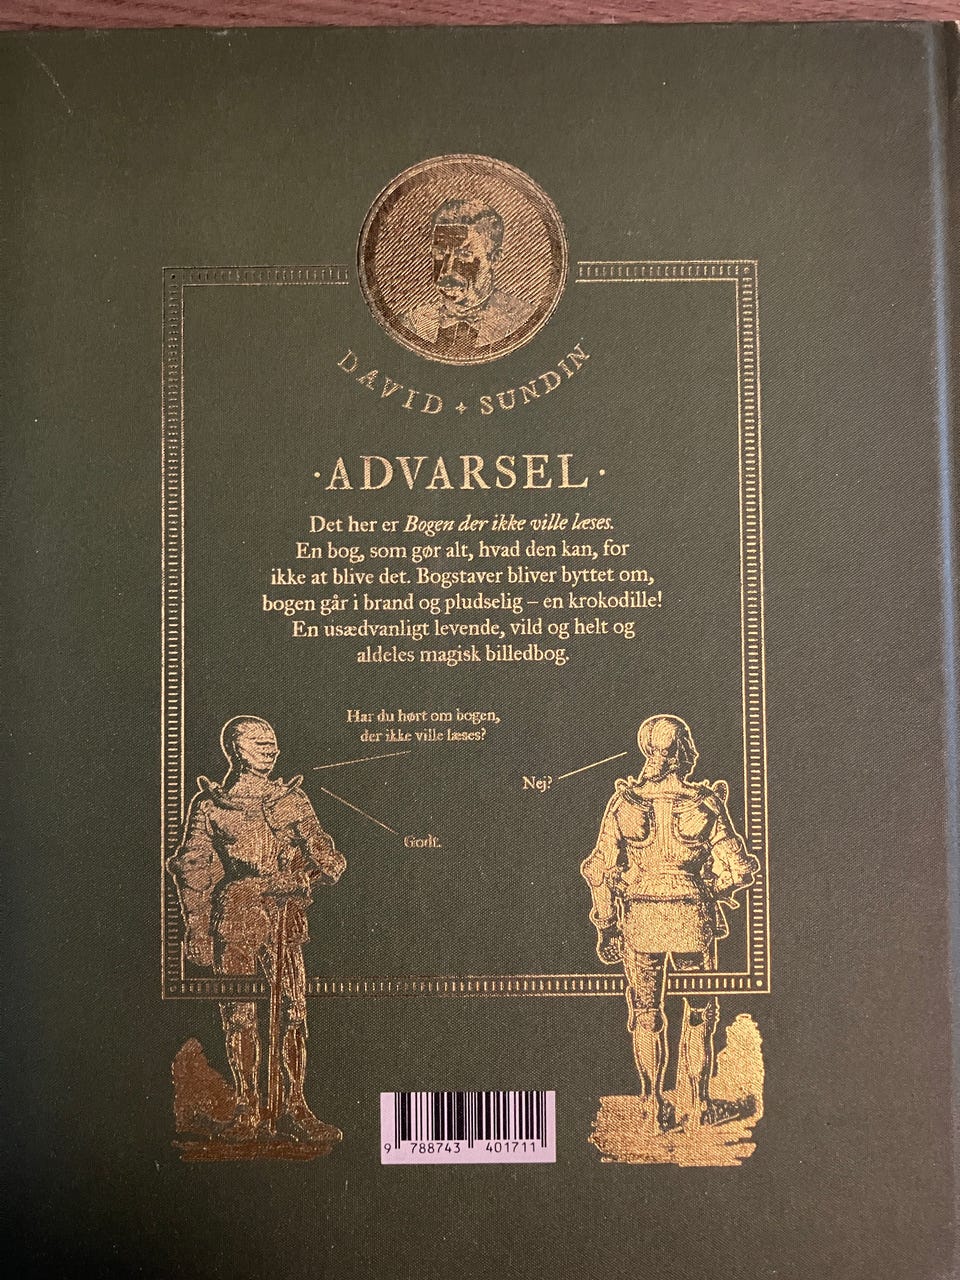 DAVID + SUNDIN
· ADVARSEL ·
Det her er Bogen der ikke ville læses.
En bog, som gør alt, hvad den kan, for
ikke at blive det. Bogstaver bliver byttet om,
bogen går i brand og pludselig – en krokodille!
En usædvanligt levende, vild og helt og
aldeles magisk billedbog.
Har du hørt om bogen,
der ikke ville læses?
Nej?
Godt.
9 788743 401711